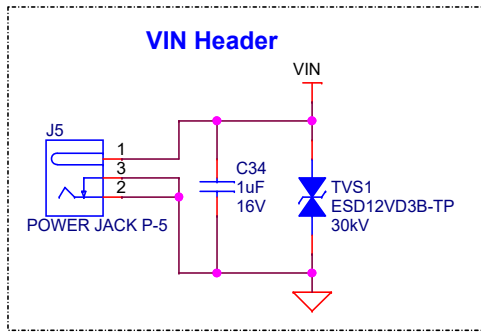 VIN Header
VIN
J5
1
3
2
POWER JACK P-5
C34
1uF
16V
TVS1
ESD12VD3B-TP
30kV